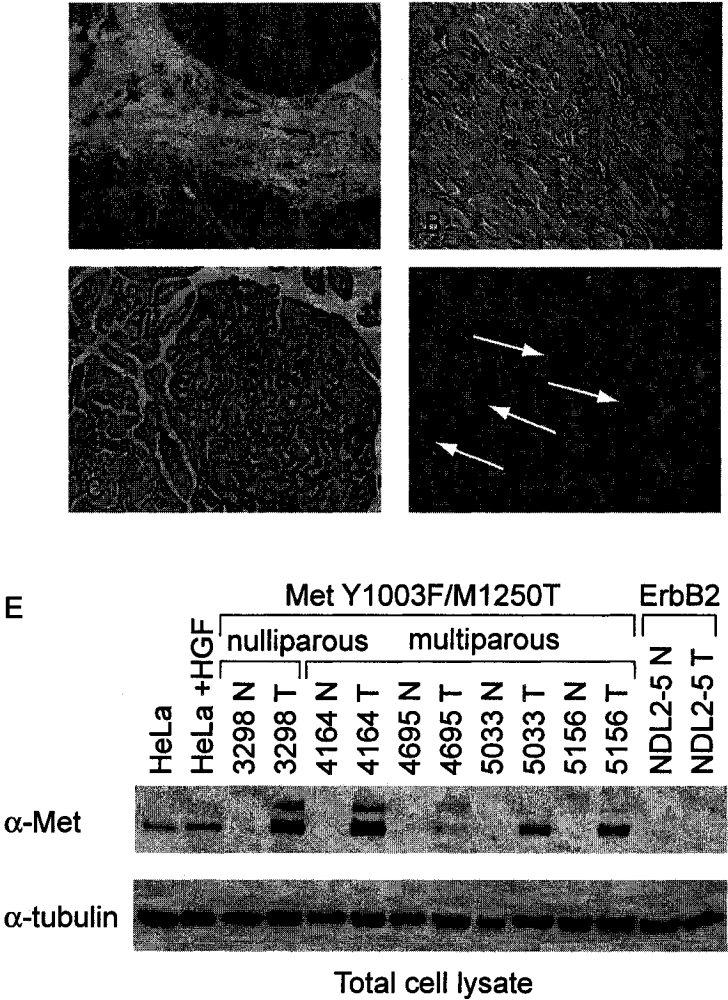 B
C
E
Met Y1003F/M1250T
ErbB2
nulliparous
multiparous
HeLa
HeLa +HGF
3298 N
3298 T
4164 N
4164 T
4695 N
4695 T
5033 N
5033 T
5156 N
5156 T
NDL2-5 N
NDL2-5 T
α-Met
α-tubulin
Total cell lysate